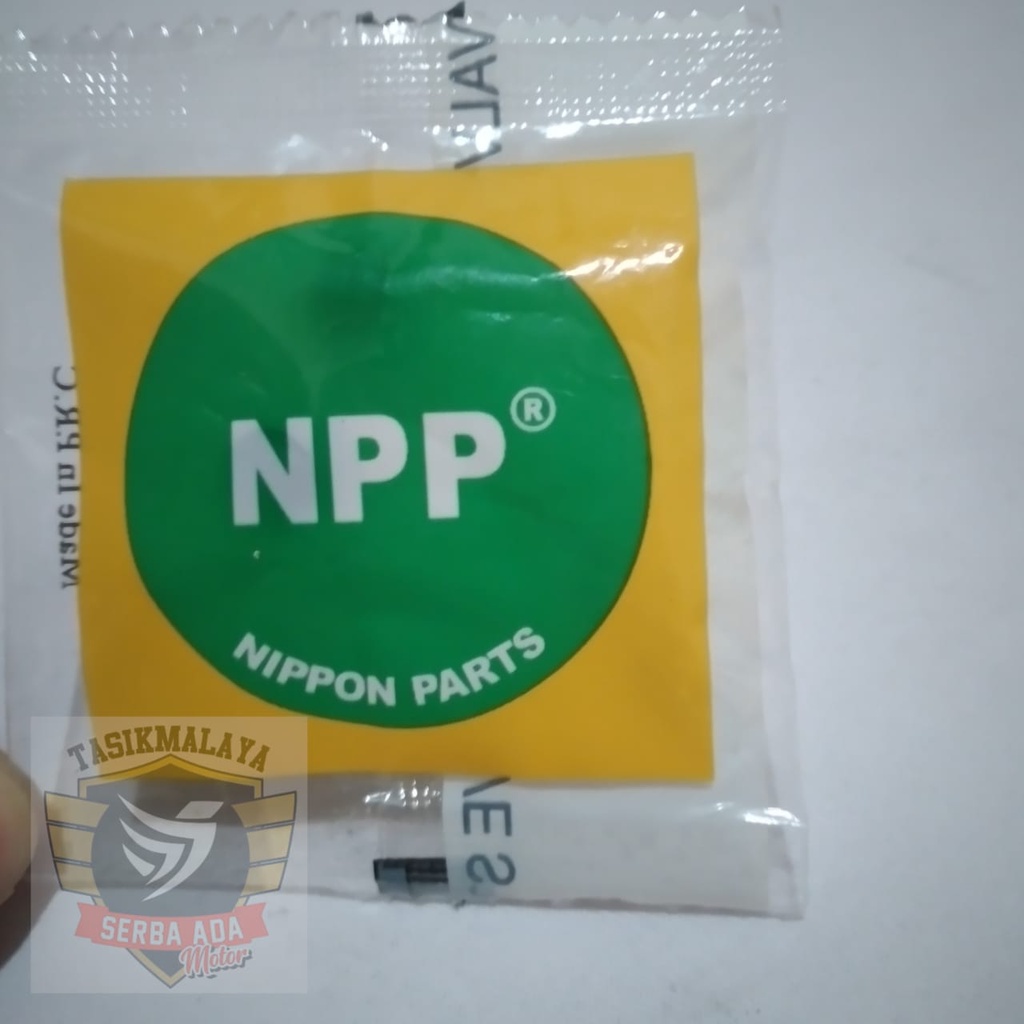 NPP®
NIPPON PARTS
Made in P.R.C
TASIKMALAYA
SERBA ADA
Motor